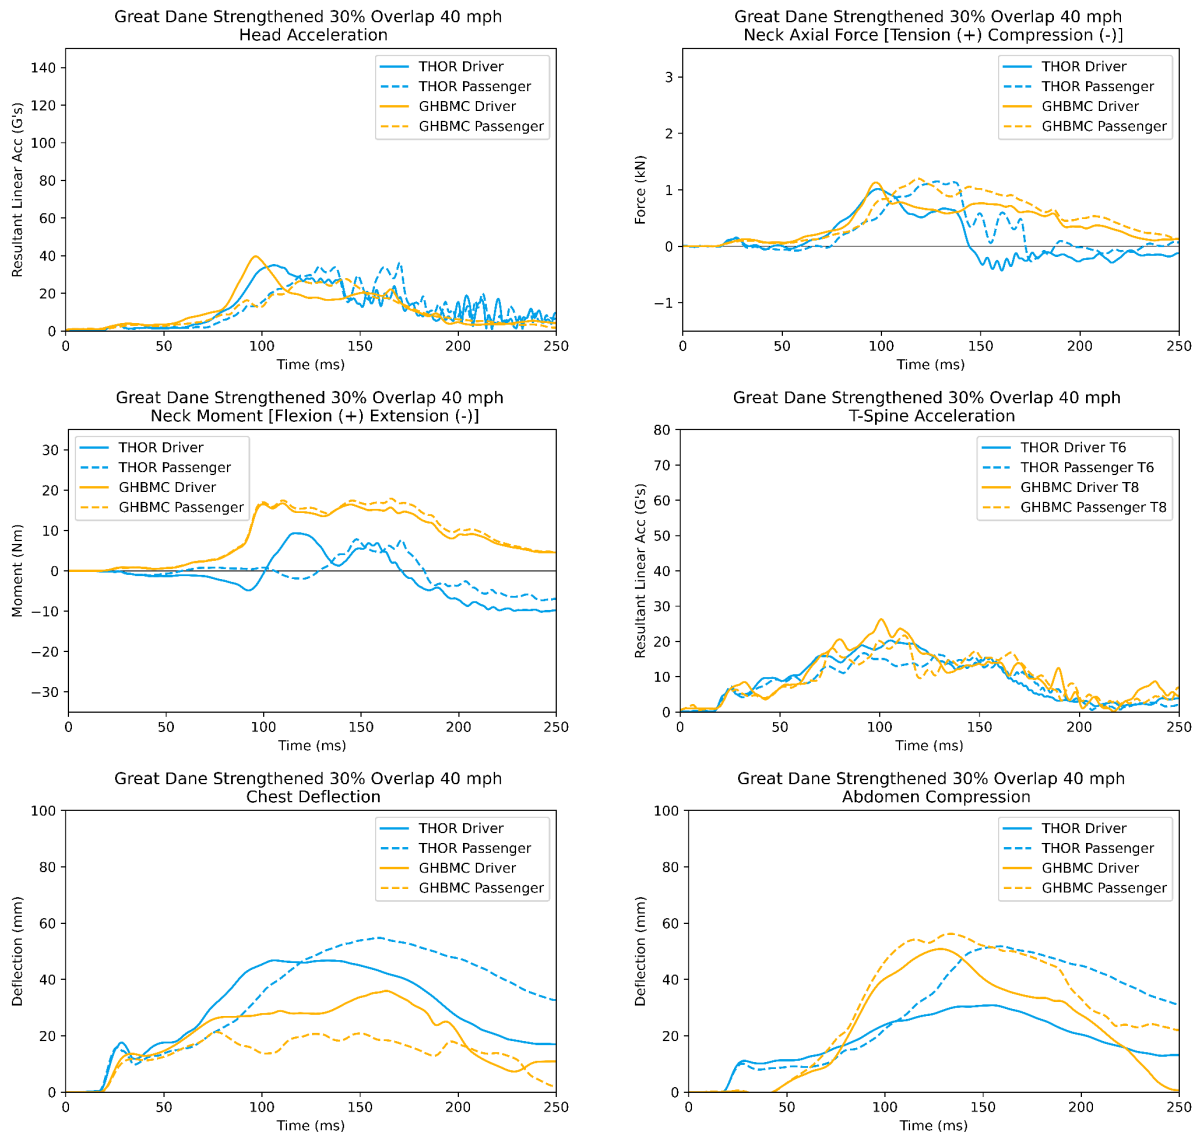 Great Dane Strengthened 30% Overlap 40 mph
Head Acceleration
Resultant Linear Acc (G's)
140
120
100
80
60
40
20
0
THOR Driver
THOR Passenger
GHBMC Driver
GHBMC Passenger
0 50 100 150 200 250
Time (ms)
Great Dane Strengthened 30% Overlap 40 mph
Neck Axial Force [Tension (+) Compression (-)]
Force (kN)
3
2
1
0
−1
THOR Driver
THOR Passenger
GHBMC Driver
GHBMC Passenger
0 50 100 150 200 250
Time (ms)
Great Dane Strengthened 30% Overlap 40 mph
Neck Moment [Flexion (+) Extension (-)]
Moment (Nm)
30
20
10
0
−10
−20
−30
THOR Driver
THOR Passenger
GHBMC Driver
GHBMC Passenger
0 50 100 150 200 250
Time (ms)
Great Dane Strengthened 30% Overlap 40 mph
T-Spine Acceleration
Resultant Linear Acc (G's)
80
70
60
50
40
30
20
10
0
THOR Driver T6
THOR Passenger T6
GHBMC Driver T8
GHBMC Passenger T8
0 50 100 150 200 250
Time (ms)
Great Dane Strengthened 30% Overlap 40 mph
Chest Deflection
Deflection (mm)
100
80
60
40
20
0
THOR Driver
THOR Passenger
GHBMC Driver
GHBMC Passenger
0 50 100 150 200 250
Time (ms)
Great Dane Strengthened 30% Overlap 40 mph
Abdomen Compression
Deflection (mm)
100
80
60
40
20
0
THOR Driver
THOR Passenger
GHBMC Driver
GHBMC Passenger
0 50 100 150 200 250
Time (ms)